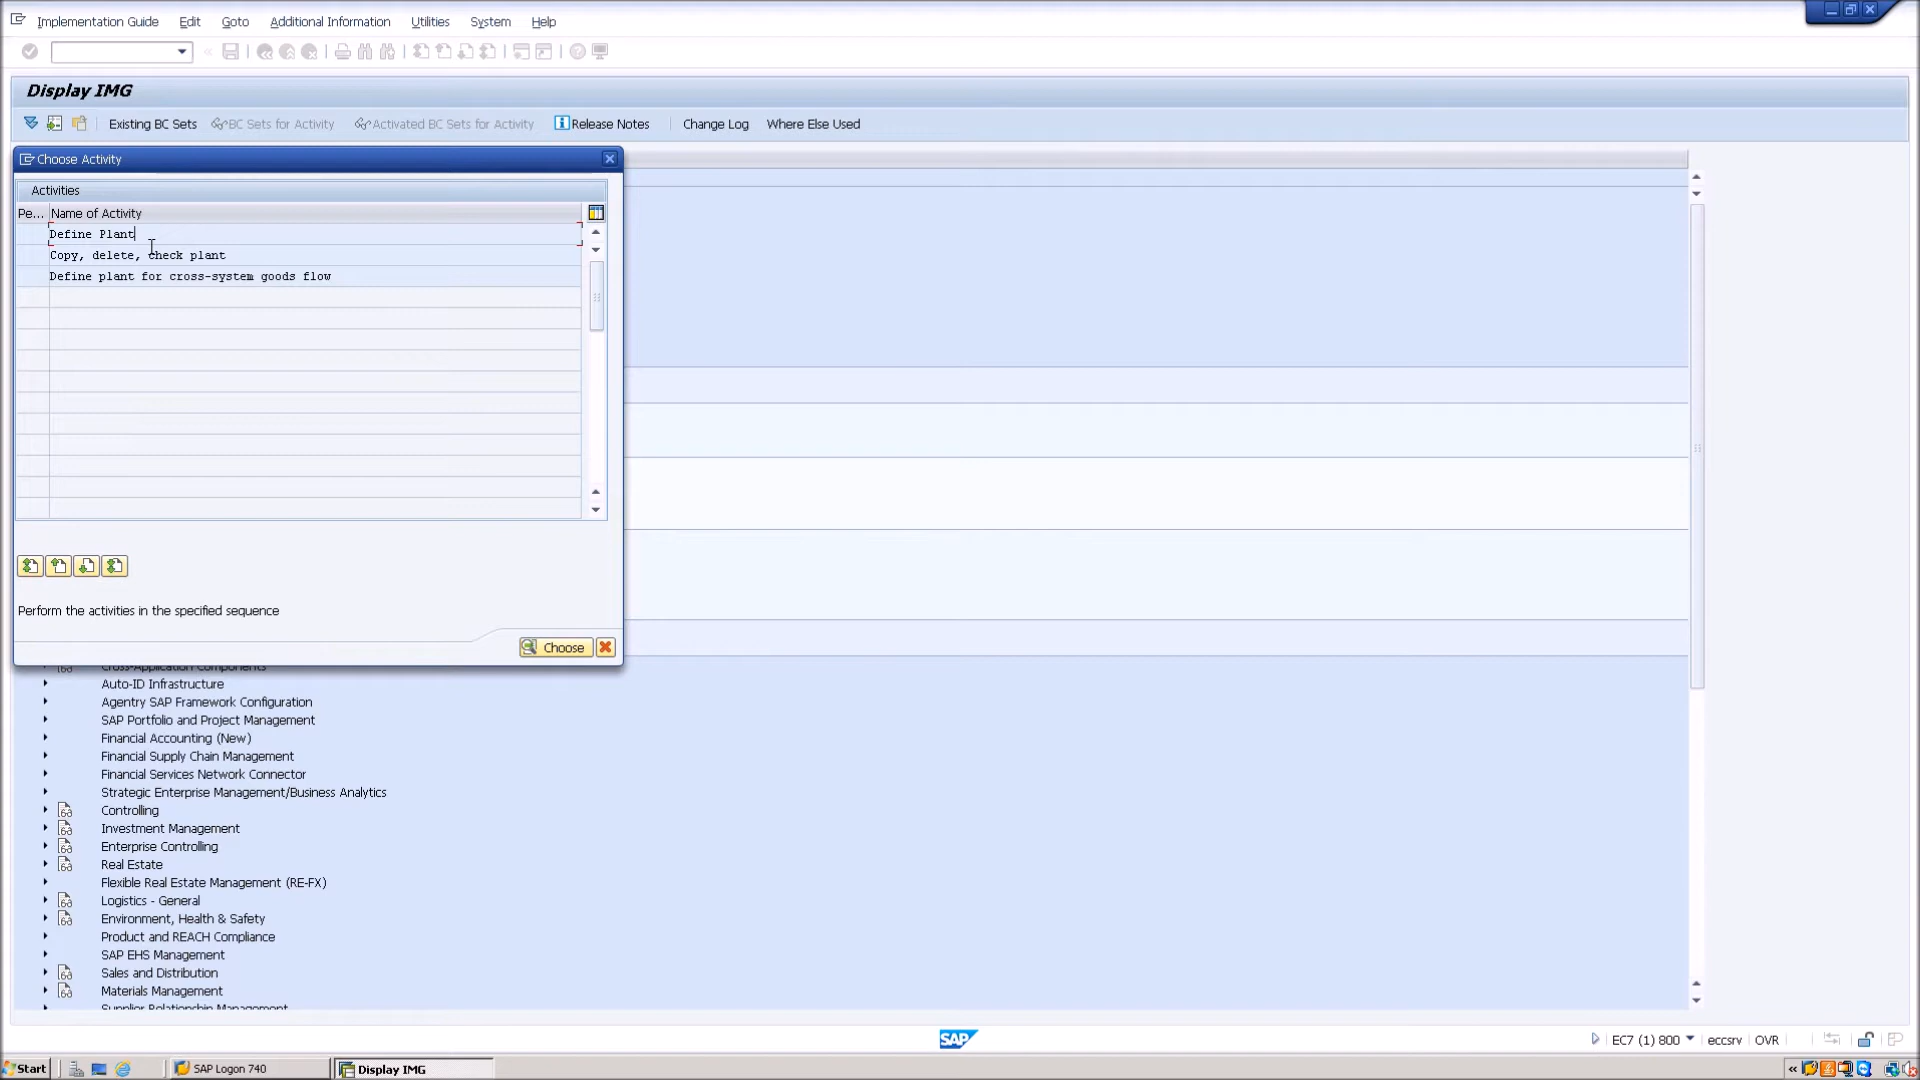 Implementation Guide Edit Goto Additional Information Utilities System Help
Display IMG
Existing BC Sets BC Sets for Activity Activated BC Sets for Activity Release Notes Change Log Where Else Used
Choose Activity
Activities
Pe... Name of Activity
Define Plant
Copy, delete, check plant
Define plant for cross-system goods flow
Perform the activities in the specified sequence
Choose
Cross-Application Components
Auto-ID Infrastructure
Agentry SAP Framework Configuration
SAP Portfolio and Project Management
Financial Accounting (New)
Financial Supply Chain Management
Financial Services Network Connector
Strategic Enterprise Management/Business Analytics
Controlling
Investment Management
Enterprise Controlling
Real Estate
Flexible Real Estate Management (RE-FX)
Logistics - General
Environment, Health & Safety
Product and REACH Compliance
SAP EHS Management
Sales and Distribution
Materials Management
Supplier Relationship Management
SAP
EC7 (1) 800 eccsrv OVR
Start SAP Logon 740 Display IMG